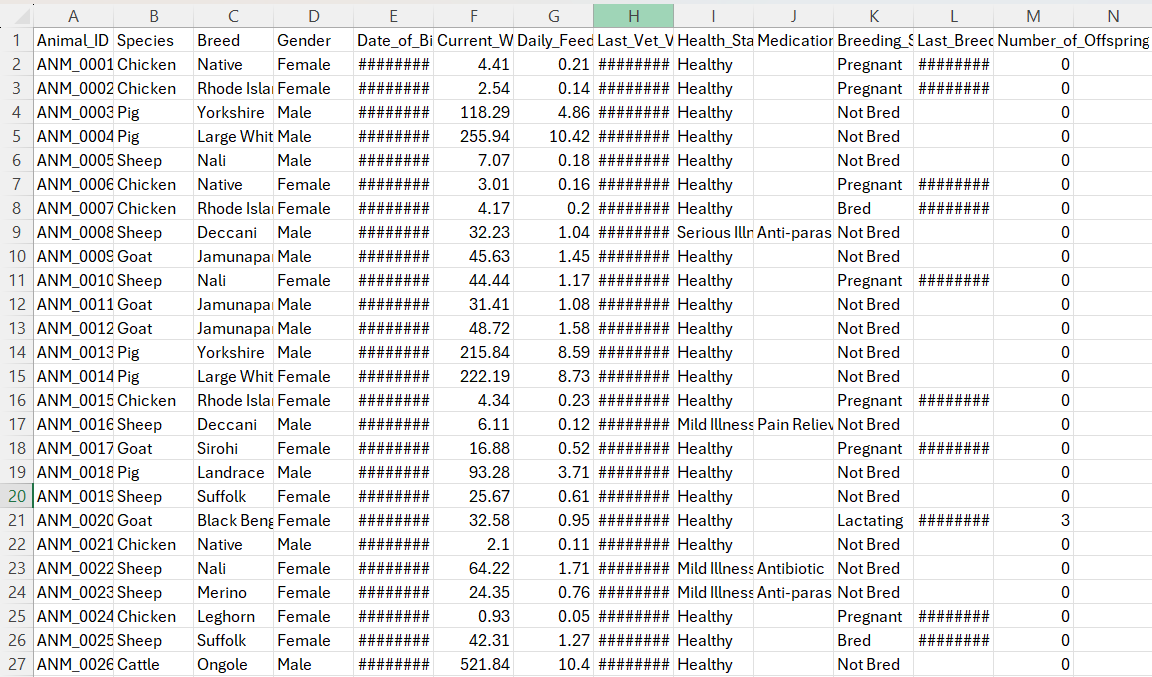 A B C D E F G H I J K L M N
1 Animal_ID Species Breed Gender Date_of_Bi Current_W Daily_Feed Last_Vet_V Health_Sta Medication Breeding_S Last_Breed Number_of_Offspring
2 ANM_0001 Chicken Native Female ######## 4.41 0.21 ######## Healthy Pregnant ######## 0
3 ANM_0002 Chicken Rhode Islan Female ######## 2.54 0.14 ######## Healthy Pregnant ######## 0
4 ANM_0003 Pig Yorkshire Male ######## 118.29 4.86 ######## Healthy Not Bred 0
5 ANM_0004 Pig Large Whit Male ######## 255.94 10.42 ######## Healthy Not Bred 0
6 ANM_0005 Sheep Nali Male ######## 7.07 0.18 ######## Healthy Not Bred 0
7 ANM_0006 Chicken Native Female ######## 3.01 0.16 ######## Healthy Pregnant ######## 0
8 ANM_0007 Chicken Rhode Islan Female ######## 4.17 0.2 ######## Healthy Bred ######## 0
9 ANM_0008 Sheep Deccani Male ######## 32.23 1.04 ######## Serious Illn Anti-paras Not Bred 0
10 ANM_0009 Goat Jamunapar Male ######## 45.63 1.45 ######## Healthy Not Bred 0
11 ANM_0010 Sheep Nali Female ######## 44.44 1.17 ######## Healthy Pregnant ######## 0
12 ANM_0011 Goat Jamunapar Male ######## 31.41 1.08 ######## Healthy Not Bred 0
13 ANM_0012 Goat Jamunapar Male ######## 48.72 1.58 ######## Healthy Not Bred 0
14 ANM_0013 Pig Yorkshire Male ######## 215.84 8.59 ######## Healthy Not Bred 0
15 ANM_0014 Pig Large Whit Female ######## 222.19 8.73 ######## Healthy Not Bred 0
16 ANM_0015 Chicken Rhode Islan Female ######## 4.34 0.23 ######## Healthy Pregnant ######## 0
17 ANM_0016 Sheep Deccani Male ######## 6.11 0.12 ######## Mild Illness Pain Reliev Not Bred 0
18 ANM_0017 Goat Sirohi Female ######## 16.88 0.52 ######## Healthy Pregnant ######## 0
19 ANM_0018 Pig Landrace Male ######## 93.28 3.71 ######## Healthy Not Bred 0
20 ANM_0019 Sheep Suffolk Female ######## 25.67 0.61 ######## Healthy Not Bred 0
21 ANM_0020 Goat Black Beng Female ######## 32.58 0.95 ######## Healthy Lactating ######## 3
22 ANM_0021 Chicken Native Male ######## 2.1 0.11 ######## Healthy Not Bred 0
23 ANM_0022 Sheep Nali Female ######## 64.22 1.71 ######## Mild Illness Antibiotic Not Bred 0
24 ANM_0023 Sheep Merino Female ######## 24.35 0.76 ######## Mild Illness Anti-paras Not Bred 0
25 ANM_0024 Chicken Leghorn Female ######## 0.93 0.05 ######## Healthy Pregnant ######## 0
26 ANM_0025 Sheep Suffolk Female ######## 42.31 1.27 ######## Healthy Bred ######## 0
27 ANM_0026 Cattle Ongole Male ######## 521.84 10.4 ######## Healthy Not Bred 0